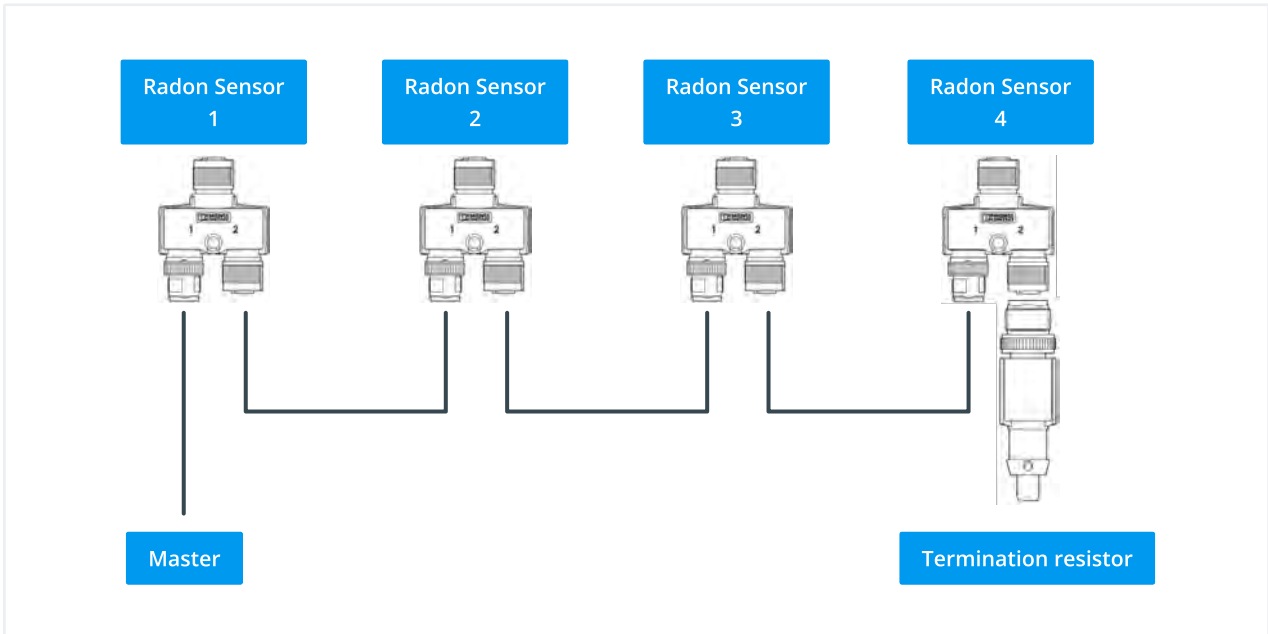 Radon Sensor
1
Radon Sensor
2
Radon Sensor
3
Radon Sensor
4
1 2
1 2
1 2
1 2
Master
Termination resistor